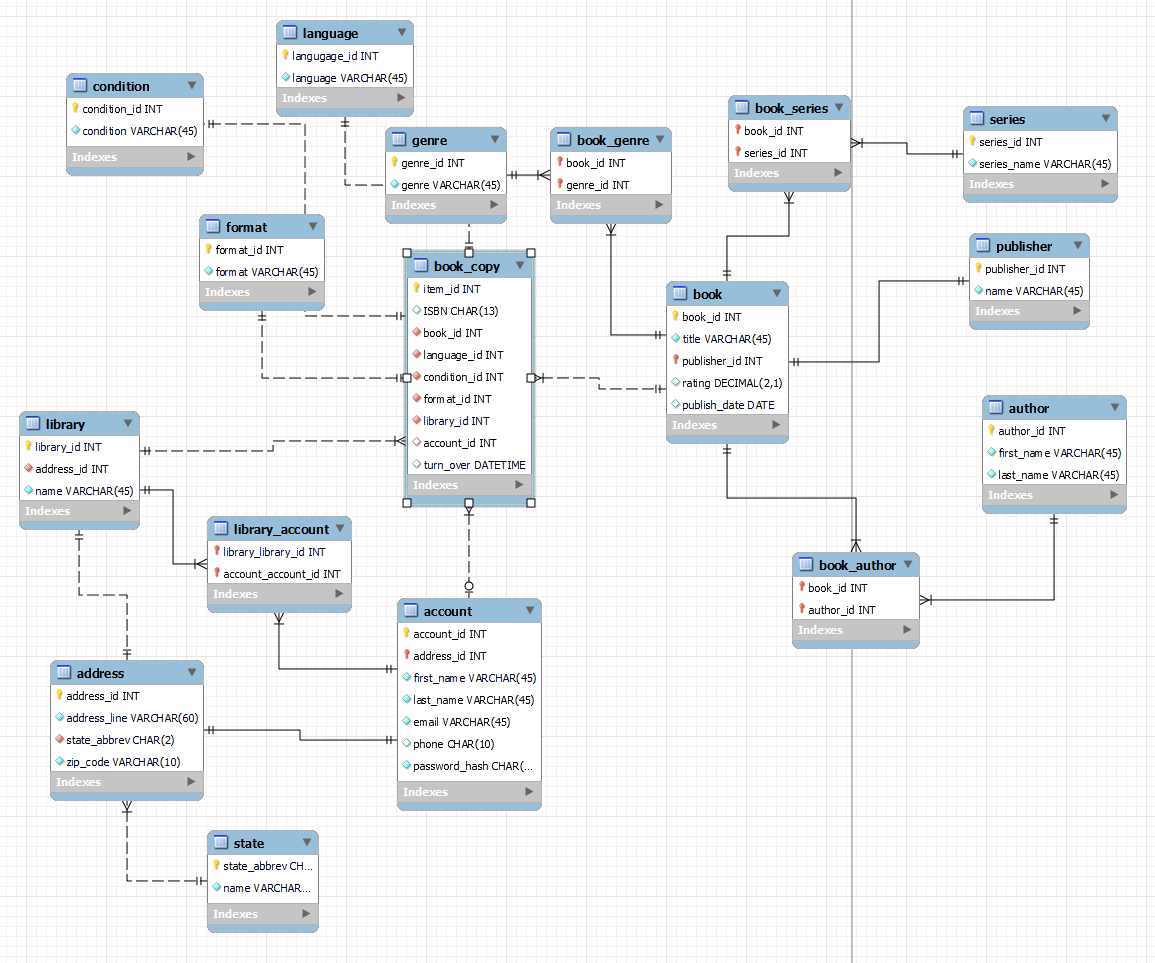 language
langugage_id INT
language VARCHAR(45)
Indexes
condition
condition_id INT
condition VARCHAR(45)
Indexes
genre
genre_id INT
genre VARCHAR(45)
Indexes
book_genre
book_id INT
genre_id INT
Indexes
book_series
book_id INT
series_id INT
Indexes
series
series_id INT
series_name VARCHAR(45)
Indexes
format
format_id INT
format VARCHAR(45)
Indexes
book_copy
item_id INT
ISBN CHAR(13)
book_id INT
language_id INT
condition_id INT
format_id INT
library_id INT
account_id INT
turn_over DATETIME
Indexes
book
book_id INT
title VARCHAR(45)
publisher_id INT
rating DECIMAL(2,1)
publish_date DATE
Indexes
publisher
publisher_id INT
name VARCHAR(45)
Indexes
author
author_id INT
first_name VARCHAR(45)
last_name VARCHAR(45)
Indexes
library
library_id INT
address_id INT
name VARCHAR(45)
Indexes
library_account
library_library_id INT
account_account_id INT
Indexes
book_author
book_id INT
author_id INT
Indexes
account
account_id INT
address_id INT
first_name VARCHAR(45)
last_name VARCHAR(45)
email VARCHAR(45)
phone CHAR(10)
password_hash CHAR(...
Indexes
address
address_id INT
address_line VARCHAR(60)
state_abbrev CHAR(2)
zip_code VARCHAR(10)
Indexes
state
state_abbrev CH...
name VARCHAR...
Indexes